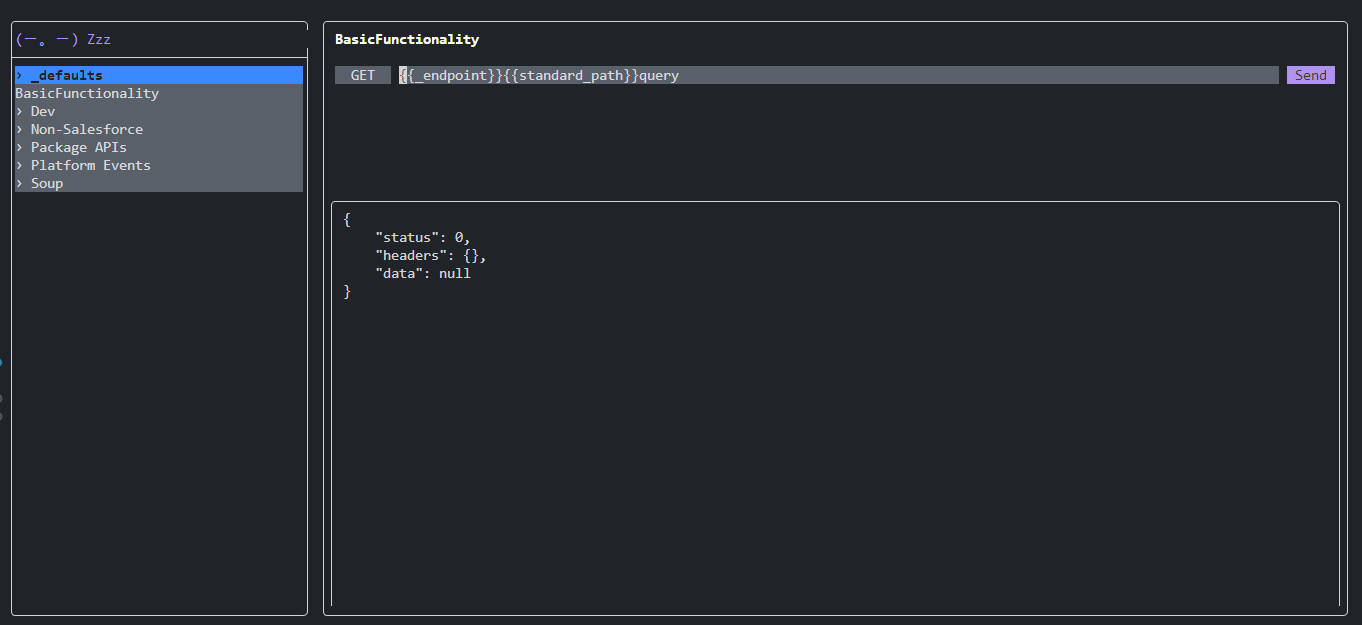 (－。－) Zzz
› _defaults
BasicFunctionality
› Dev
› Non-Salesforce
› Package APIs
› Platform Events
› Soup
BasicFunctionality
GET {{_endpoint}}{{standard_path}}query Send
{
    "status": 0,
    "headers": {},
    "data": null
}